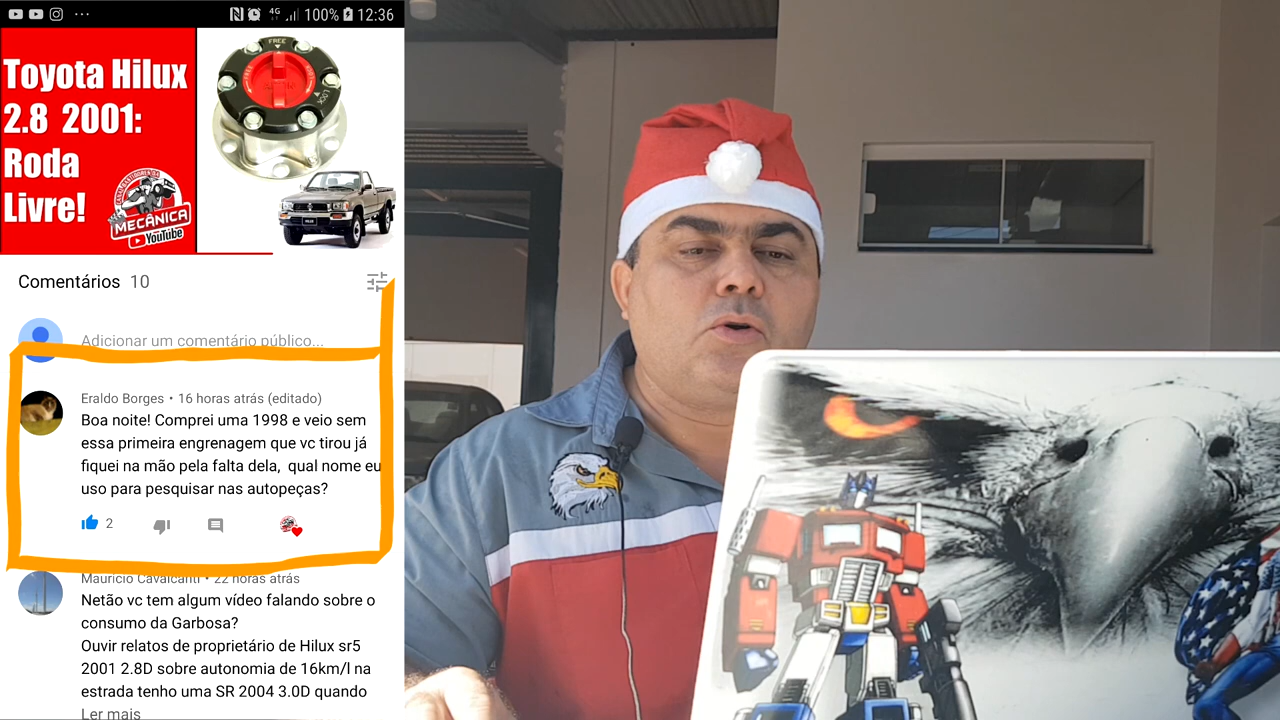 4G 100% 12:36
Toyota Hilux
2.8 2001:
Roda
Livre!
MECÂNICA
YouTube
FREE
LOCK
Comentários 10
Adicionar um comentário público...
Eraldo Borges • 16 horas atrás (editado)
Boa noite! Comprei uma 1998 e veio sem
essa primeira engrenagem que vc tirou já
fiquei na mão pela falta dela, qual nome eu
uso para pesquisar nas autopeças?
2
Mauricio Cavalcanti • 22 horas atrás
Netão vc tem algum vídeo falando sobre o
consumo da Garbosa?
Ouvir relatos de proprietário de Hilux sr5
2001 2.8D sobre autonomia de 16km/l na
estrada tenho uma SR 2004 3.0D quando
Ler mais